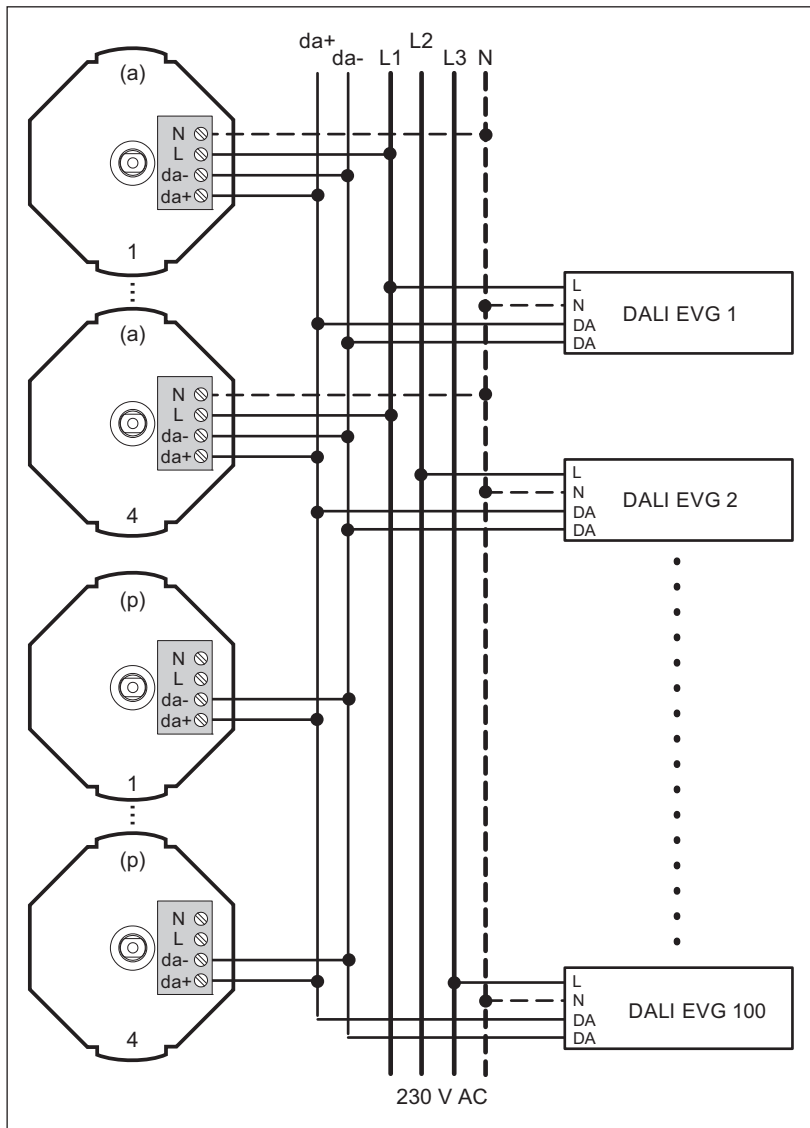 da+ da- L1 L2 L3 N
(a)
N
L
da-
da+
1
L
N
DA
DA
DALI EVG 1
(a)
N
L
da-
da+
4
L
N
DA
DA
DALI EVG 2
(p)
N
L
da-
da+
1
(p)
N
L
da-
da+
4
L
N
DA
DA
DALI EVG 100
230 V AC